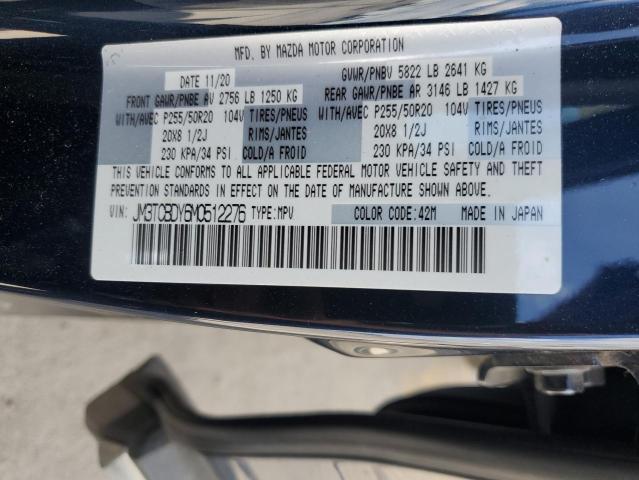 MFD. BY MAZDA MOTOR CORPORATION
DATE 11/20 GVWR/PNBV 5822 LB 2641 KG
FRONT GAWR/PNBE AV 2756 LB 1250 KG REAR GAWR/PNBE AR 3146 LB 1427 KG
WITH/AVEC P255/50R20 104V TIRES/PNEUS WITH/AVEC P255/50R20 104V TIRES/PNEUS
20X8 1/2J RIMS/JANTES 20X8 1/2J RIMS/JANTES
230 KPA/34 PSI COLD/A FROID 230 KPA/34 PSI COLD/A FROID
THIS VEHICLE CONFORMS TO ALL APPLICABLE FEDERAL MOTOR VEHICLE SAFETY AND THEFT
PREVENTION STANDARDS IN EFFECT ON THE DATE OF MANUFACTURE SHOWN ABOVE.
VIN: JM3TCBDY6M0512276 TYPE:MPV COLOR CODE:42M MADE IN JAPAN